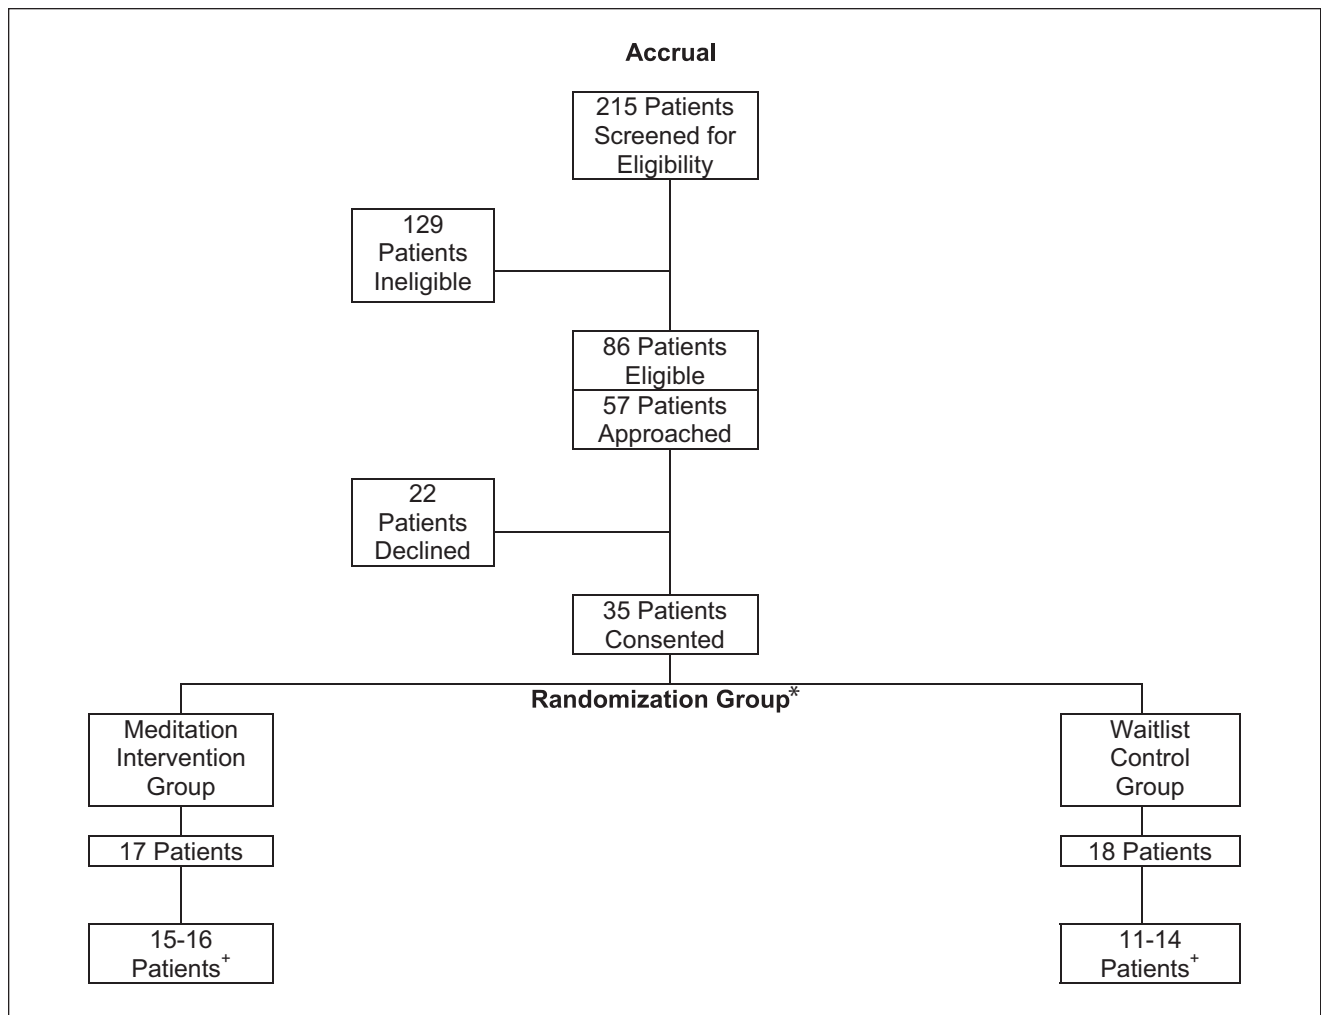 Accrual
215 Patients
Screened for
Eligibility
129
Patients
Ineligible
86 Patients
Eligible
57 Patients
Approached
22
Patients
Declined
35 Patients
Consented
Randomization Group*
Meditation
Intervention
Group
Waitlist
Control
Group
17 Patients
18 Patients
15-16
Patients+
11-14
Patients+